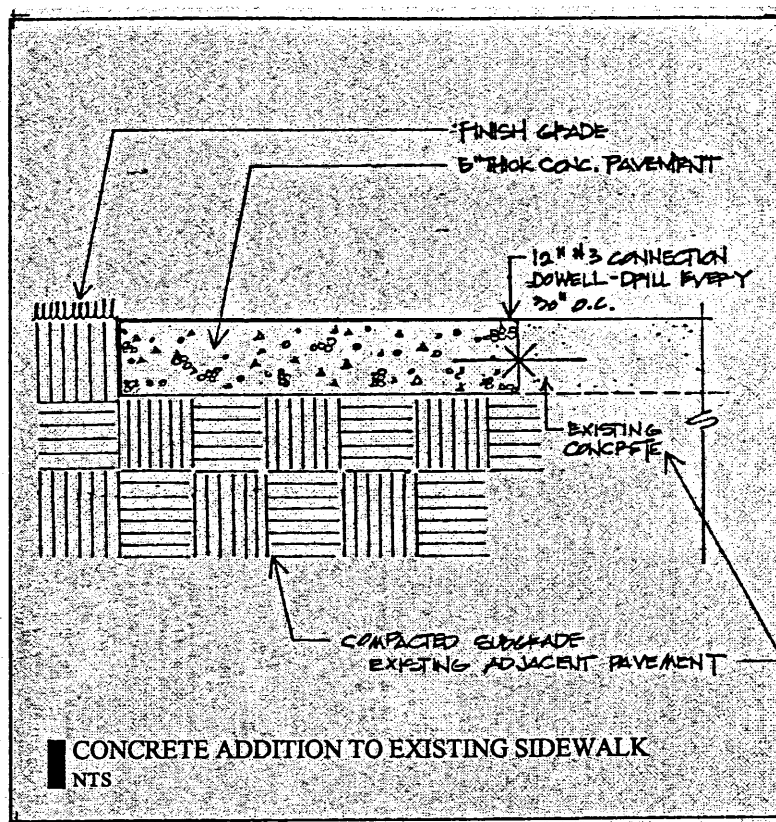 FINISH GRADE
5" THICK CONC. PAVEMENT
12" #3 CONNECTION
DOWELL-DRILL EVERY
30" O.C.
EXISTING
CONCRETE
COMPACTED SUBGRADE
EXISTING ADJACENT PAVEMENT
CONCRETE ADDITION TO EXISTING SIDEWALK
NTS